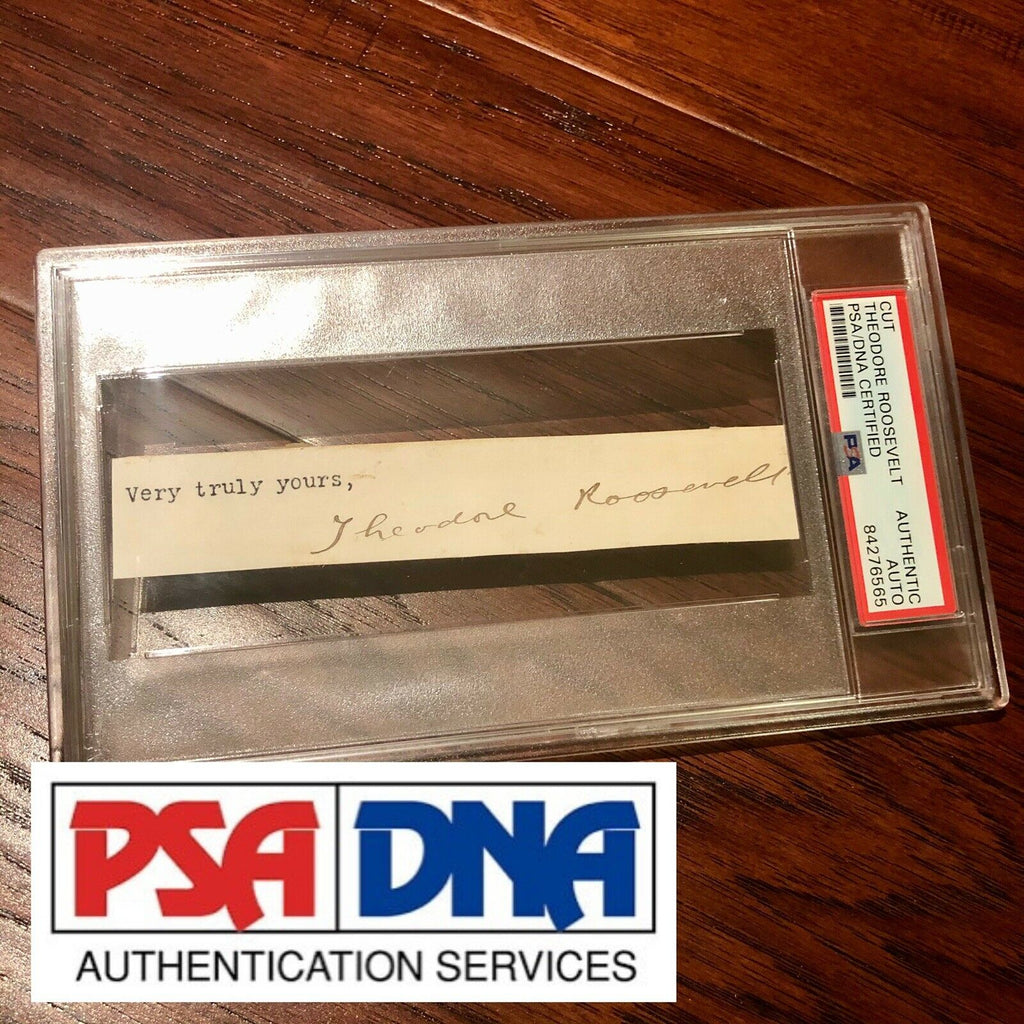 CUT
THEODORE ROOSEVELT
PSA/DNA CERTIFIED
AUTHENTIC
AUTO
84276565
PSA
Very truly yours,
Theodore Roosevelt
PSA DNA
AUTHENTICATION SERVICES